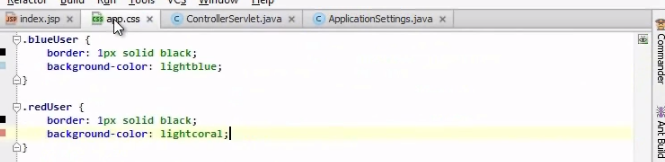 Refactor Build Run Tools VCS Window Help
index.jsp app.css ControllerServlet.java ApplicationSettings.java
.blueUser {
border: 1px solid black;
background-color: lightblue;
}
.redUser {
border: 1px solid black;
background-color: lightcoral;
}
Commander
Ant Build